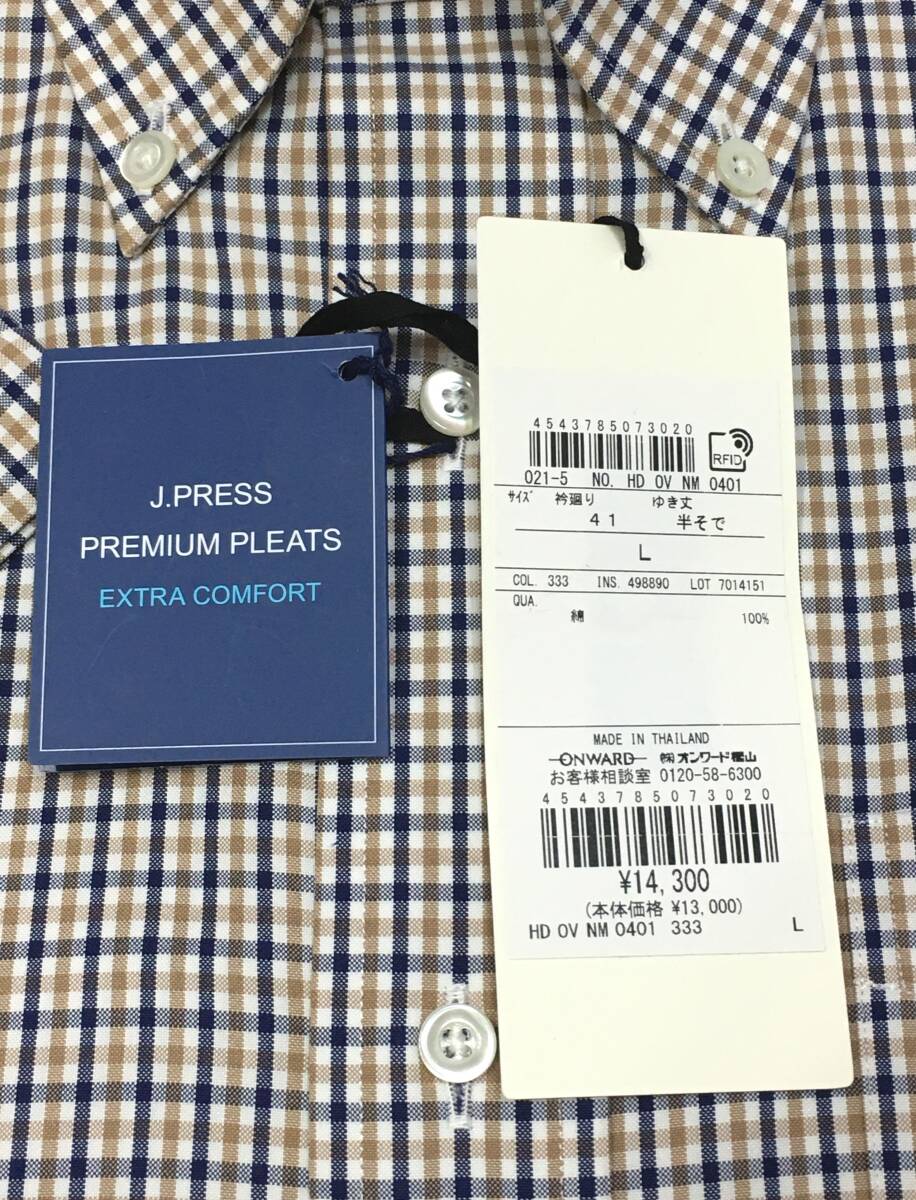 J.PRESS
PREMIUM PLEATS
EXTRA COMFORT
4543785073020
RFID
021-5 NO. HD OV NM 0401
サイズ 衿廻り ゆき丈
41 半そで
L
COL. 333 INS. 498890 LOT 7014151
QUA.
綿 100%
MADE IN THAILAND
ONWARD ㈱オンワード樫山
お客様相談室 0120-58-6300
4543785073020
¥14,300
(本体価格 ¥13,000)
HD OV NM 0401 333 L